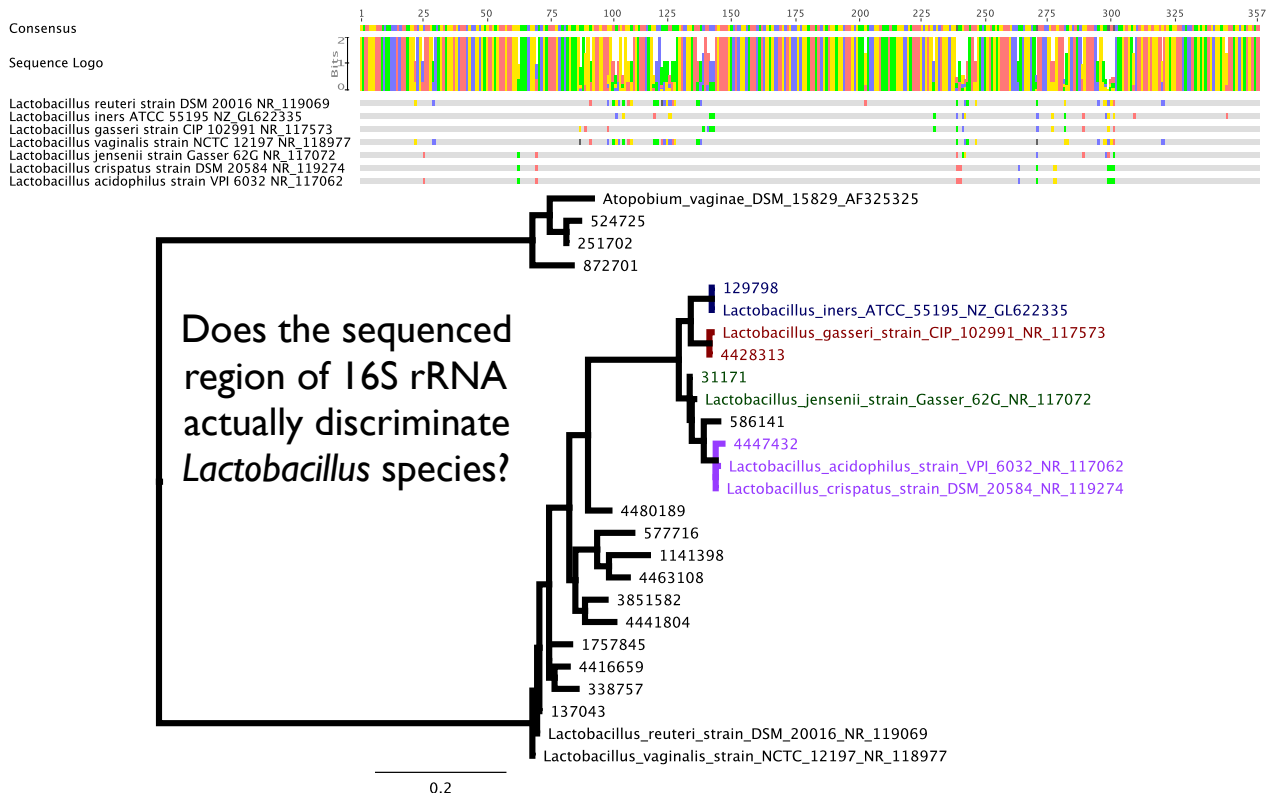 1 25 50 75 100 125 150 175 200 225 250 275 300 325 357
Consensus
2
Sequence Logo
Bits
1
0
Lactobacillus reuteri strain DSM 20016 NR_119069
Lactobacillus iners ATCC 55195 NZ_GL622335
Lactobacillus gasseri strain CIP 102991 NR_117573
Lactobacillus vaginalis strain NCTC 12197 NR_118977
Lactobacillus jensenii strain Gasser 62G NR_117072
Lactobacillus crispatus strain DSM 20584 NR_119274
Lactobacillus acidophilus strain VPI 6032 NR_117062
Atopobium_vaginae_DSM_15829_AF325325
524725
251702
872701
129798
Lactobacillus_iners_ATCC_55195_NZ_GL622335
Lactobacillus_gasseri_strain_CIP_102991_NR_117573
4428313
31171
Lactobacillus_jensenii_strain_Gasser_62G_NR_117072
586141
4447432
Lactobacillus_acidophilus_strain_VPI_6032_NR_117062
Lactobacillus_crispatus_strain_DSM_20584_NR_119274
Does the sequenced
region of 16S rRNA
actually discriminate
Lactobacillus species?
4480189
577716
1141398
4463108
3851582
4441804
1757845
4416659
338757
137043
Lactobacillus_reuteri_strain_DSM_20016_NR_119069
Lactobacillus_vaginalis_strain_NCTC_12197_NR_118977
0.2